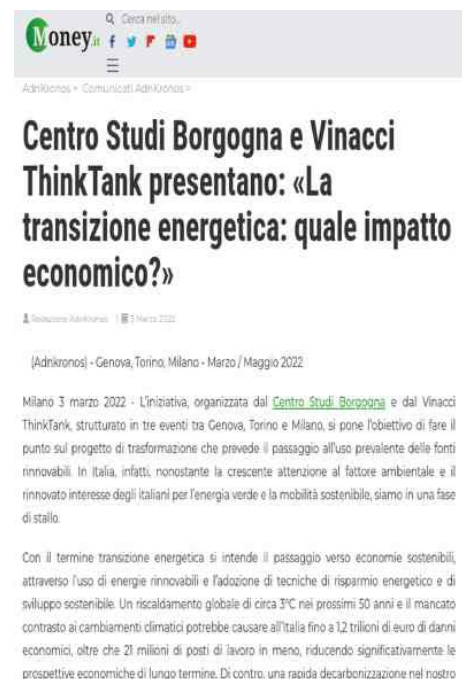 Cerca nel sito...
Money.it
AdnKronos > Comunicati AdnKronos >
Centro Studi Borgogna e Vinacci
ThinkTank presentano: «La
transizione energetica: quale impatto
economico?»
Redazione AdnKronos | 3 Marzo 2022
(Adnkronos) - Genova, Torino, Milano - Marzo / Maggio 2022
Milano 3 marzo 2022 - L'iniziativa, organizzata dal Centro Studi Borgogna e dal Vinacci
ThinkTank, strutturato in tre eventi tra Genova, Torino e Milano, si pone l'obiettivo di fare il
punto sul progetto di trasformazione che prevede il passaggio all'uso prevalente delle fonti
rinnovabili. In Italia, infatti, nonostante la crescente attenzione al fattore ambientale e il
rinnovato interesse degli italiani per l'energia verde e la mobilità sostenibile, siamo in una fase
di stallo.
Con il termine transizione energetica si intende il passaggio verso economie sostenibili,
attraverso l'uso di energie rinnovabili e l'adozione di tecniche di risparmio energetico e di
sviluppo sostenibile. Un riscaldamento globale di circa 3°C nei prossimi 50 anni e il mancato
contrasto ai cambiamenti climatici potrebbe causare all'Italia fino a 1,2 trilioni di euro di danni
economici, oltre che 21 milioni di posti di lavoro in meno, riducendo significativamente le
prospettive economiche di lungo termine. Di contro, una rapida decarbonizzazione nel nostro